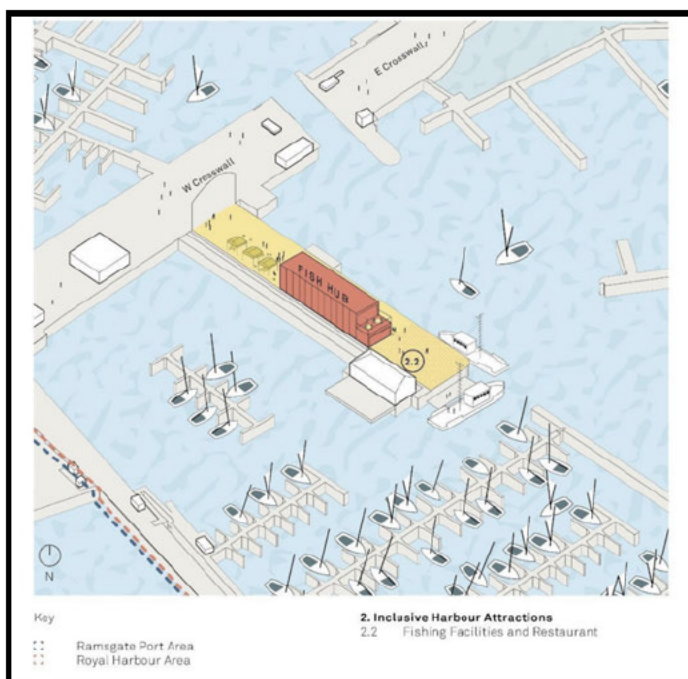 E Crosswall
W Crosswall
FISH HUB
2.2
N
Key
Ramsgate Port Area
Royal Harbour Area
2. Inclusive Harbour Attractions
2.2 Fishing Facilities and Restaurant